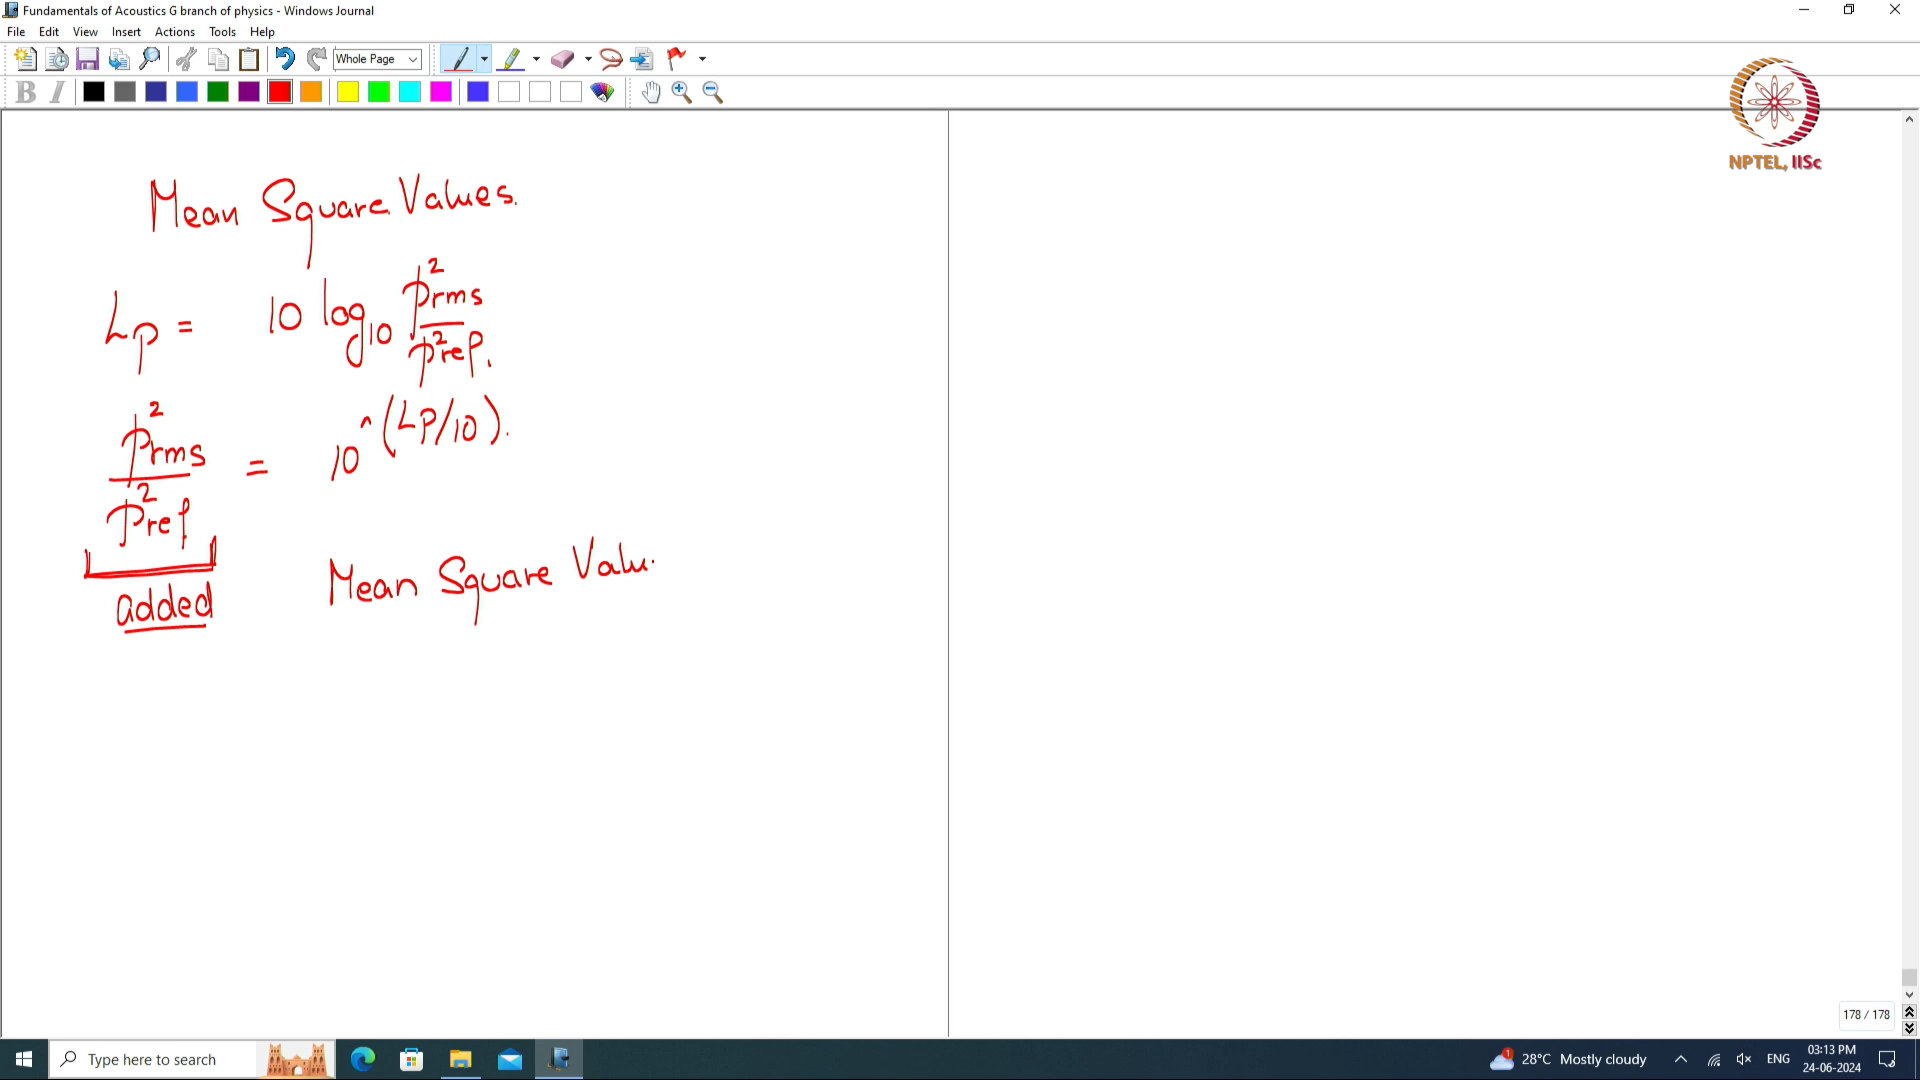 Fundamentals of Acoustics G branch of physics - Windows Journal
File Edit View Insert Actions Tools Help
Whole Page
B I
NPTEL, IISc
Mean Square Values.
Lp = 10 log10 p²rms / p²ref.
p²rms / p²ref = 10^(LP/10).
added Mean Square Valu.
178 / 178
Type here to search
1
28°C Mostly cloudy
ENG
03:13 PM
24-06-2024